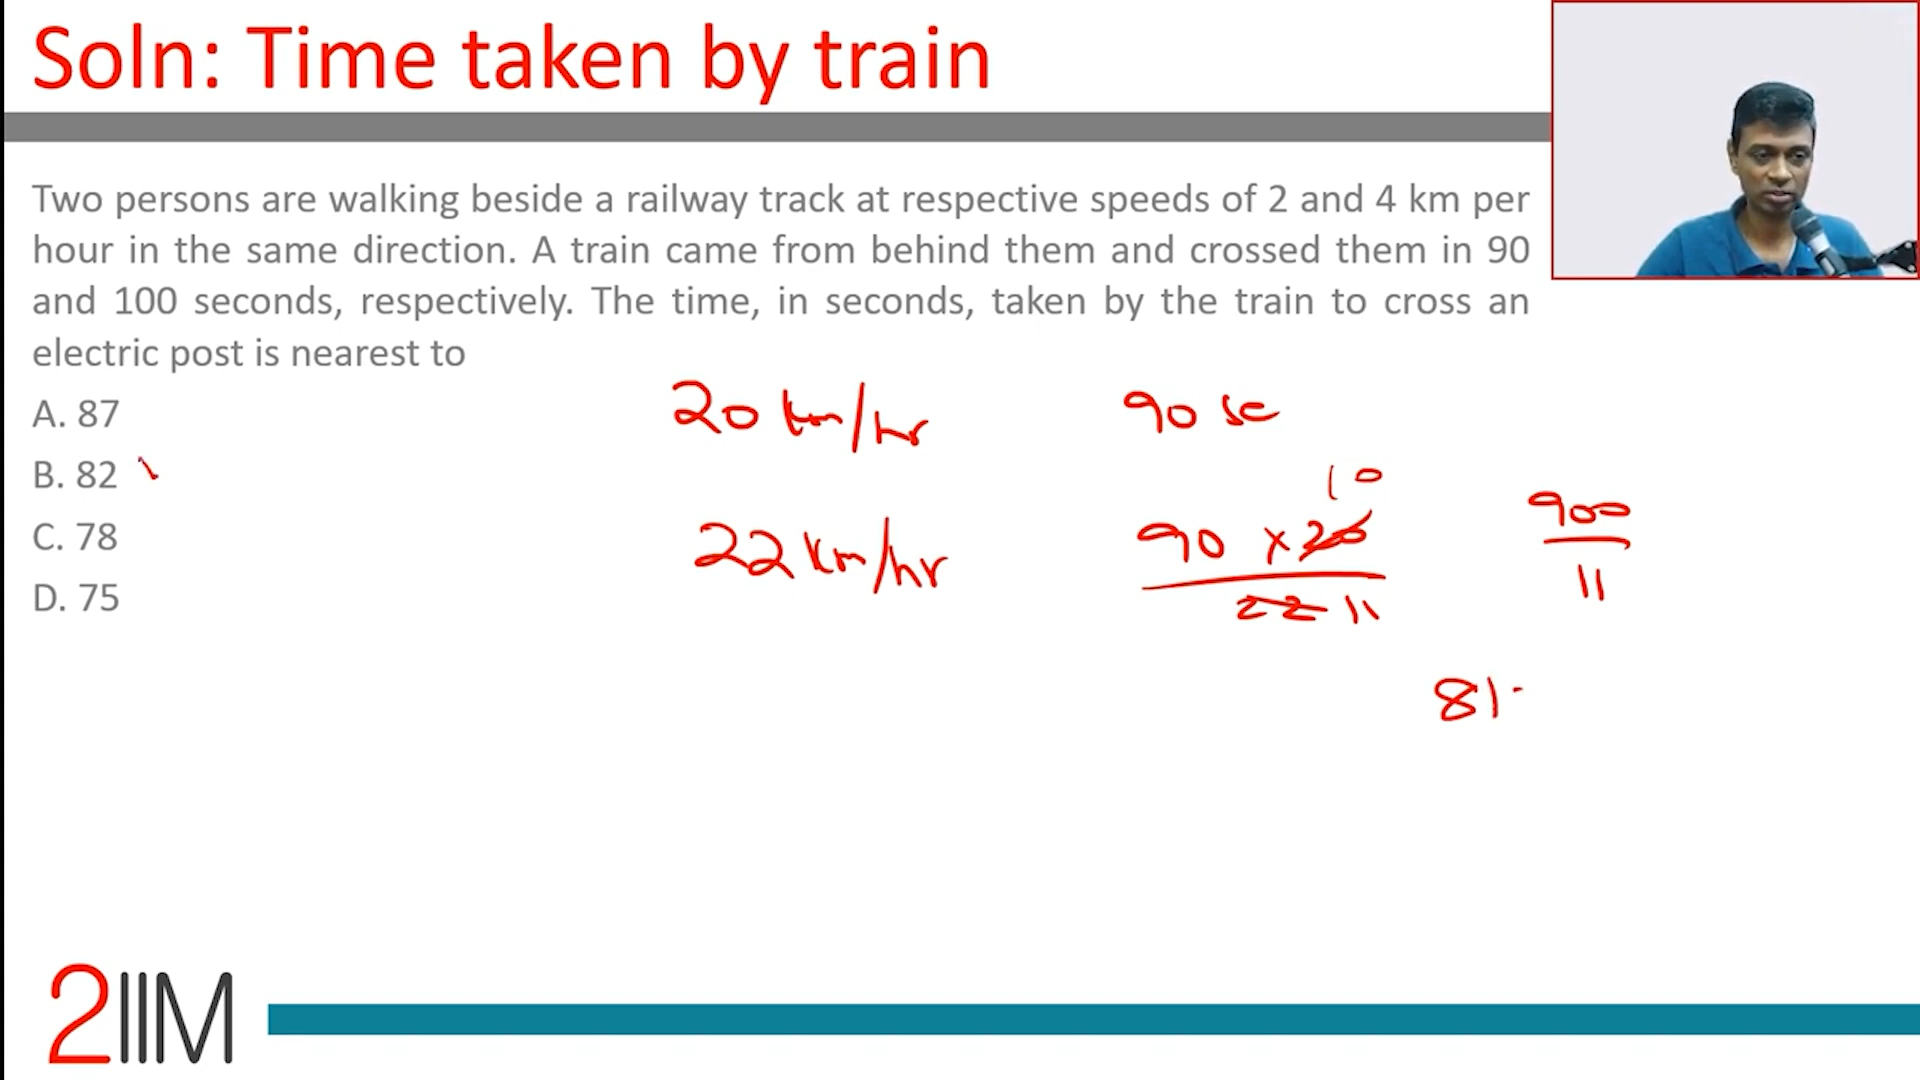 Soln: Time taken by train
Two persons are walking beside a railway track at respective speeds of 2 and 4 km per
hour in the same direction. A train came from behind them and crossed them in 90
and 100 seconds, respectively. The time, in seconds, taken by the train to cross an
electric post is nearest to
A. 87
B. 82
C. 78
D. 75
20 km/hr 90 sc
10
22 km/hr 90 × 20 900
22 11 11
81.
2IIM